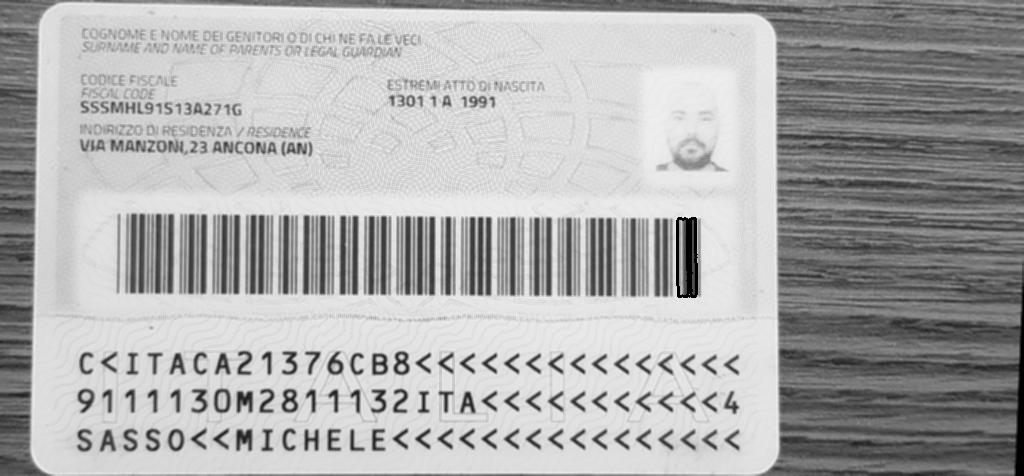 COGNOME E NOME DEI GENITORI O DI CHI NE FA LE VECI
SURNAME AND NAME OF PARENTS OR LEGAL GUARDIAN
CODICE FISCALE
FISCAL CODE
SSSMHL91S13A271G
ESTREMI ATTO DI NASCITA
1301 1 A 1991
INDIRIZZO DI RESIDENZA / RESIDENCE
VIA MANZONI,23 ANCONA (AN)
C<ITACA21376CB8<<<<<<<<<<<<<<<
9111130M2811132ITA<<<<<<<<<<<4
SASSO<<MICHELE<<<<<<<<<<<<<<<<